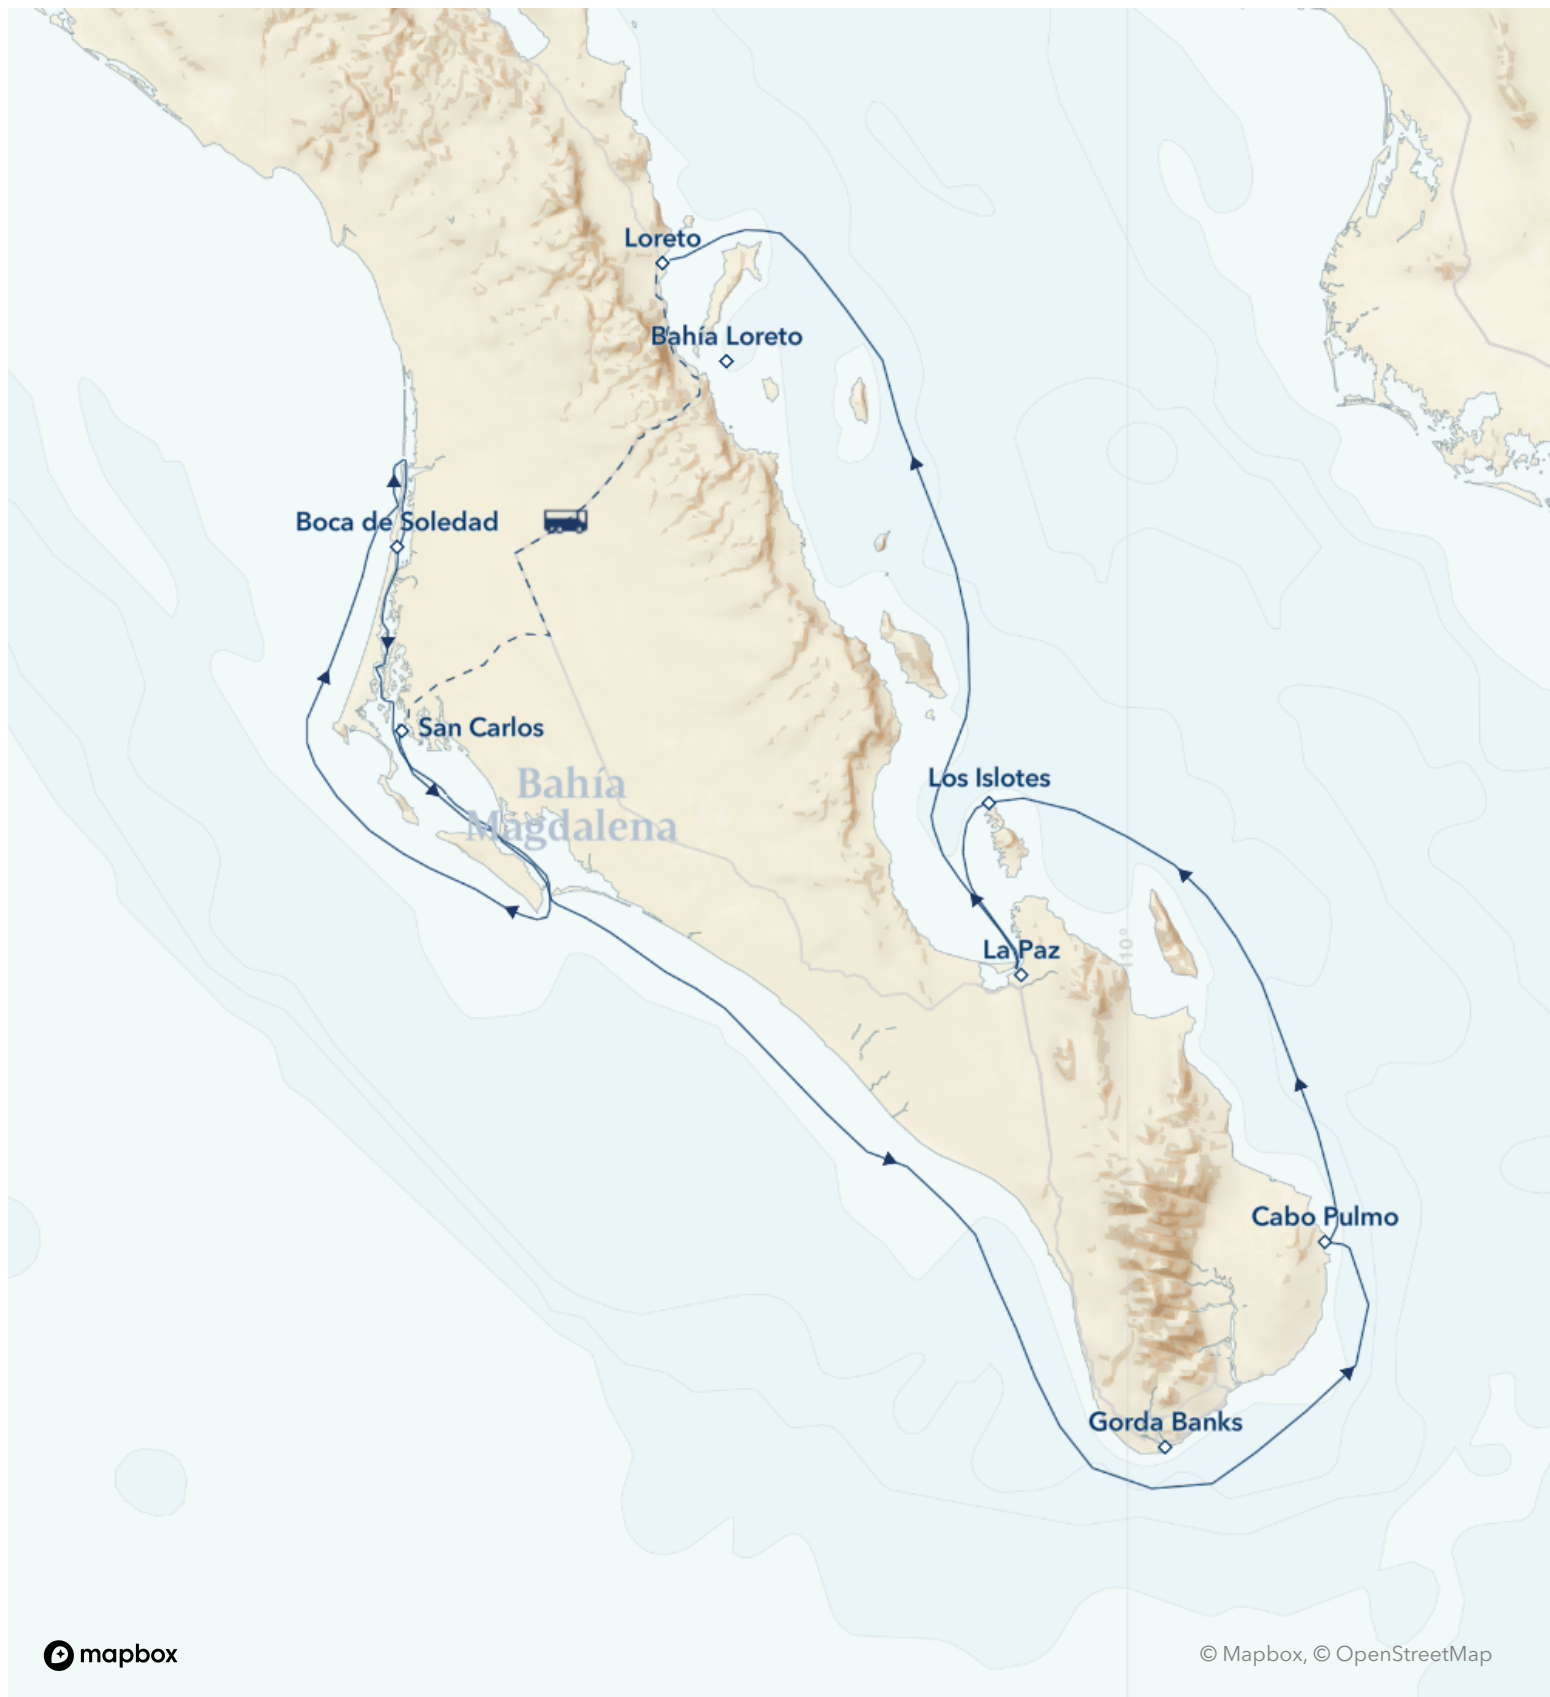 Loreto
Bahía Loreto
Boca de Soledad
San Carlos
Bahía
Magdalena
Los Islotes
La Paz
110°
Cabo Pulmo
Gorda Banks
mapbox
© Mapbox, © OpenStreetMap